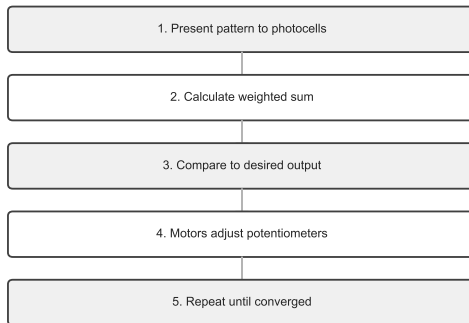 1. Present pattern to photocells
2. Calculate weighted sum
3. Compare to desired output
4. Motors adjust potentiometers
5. Repeat until converged